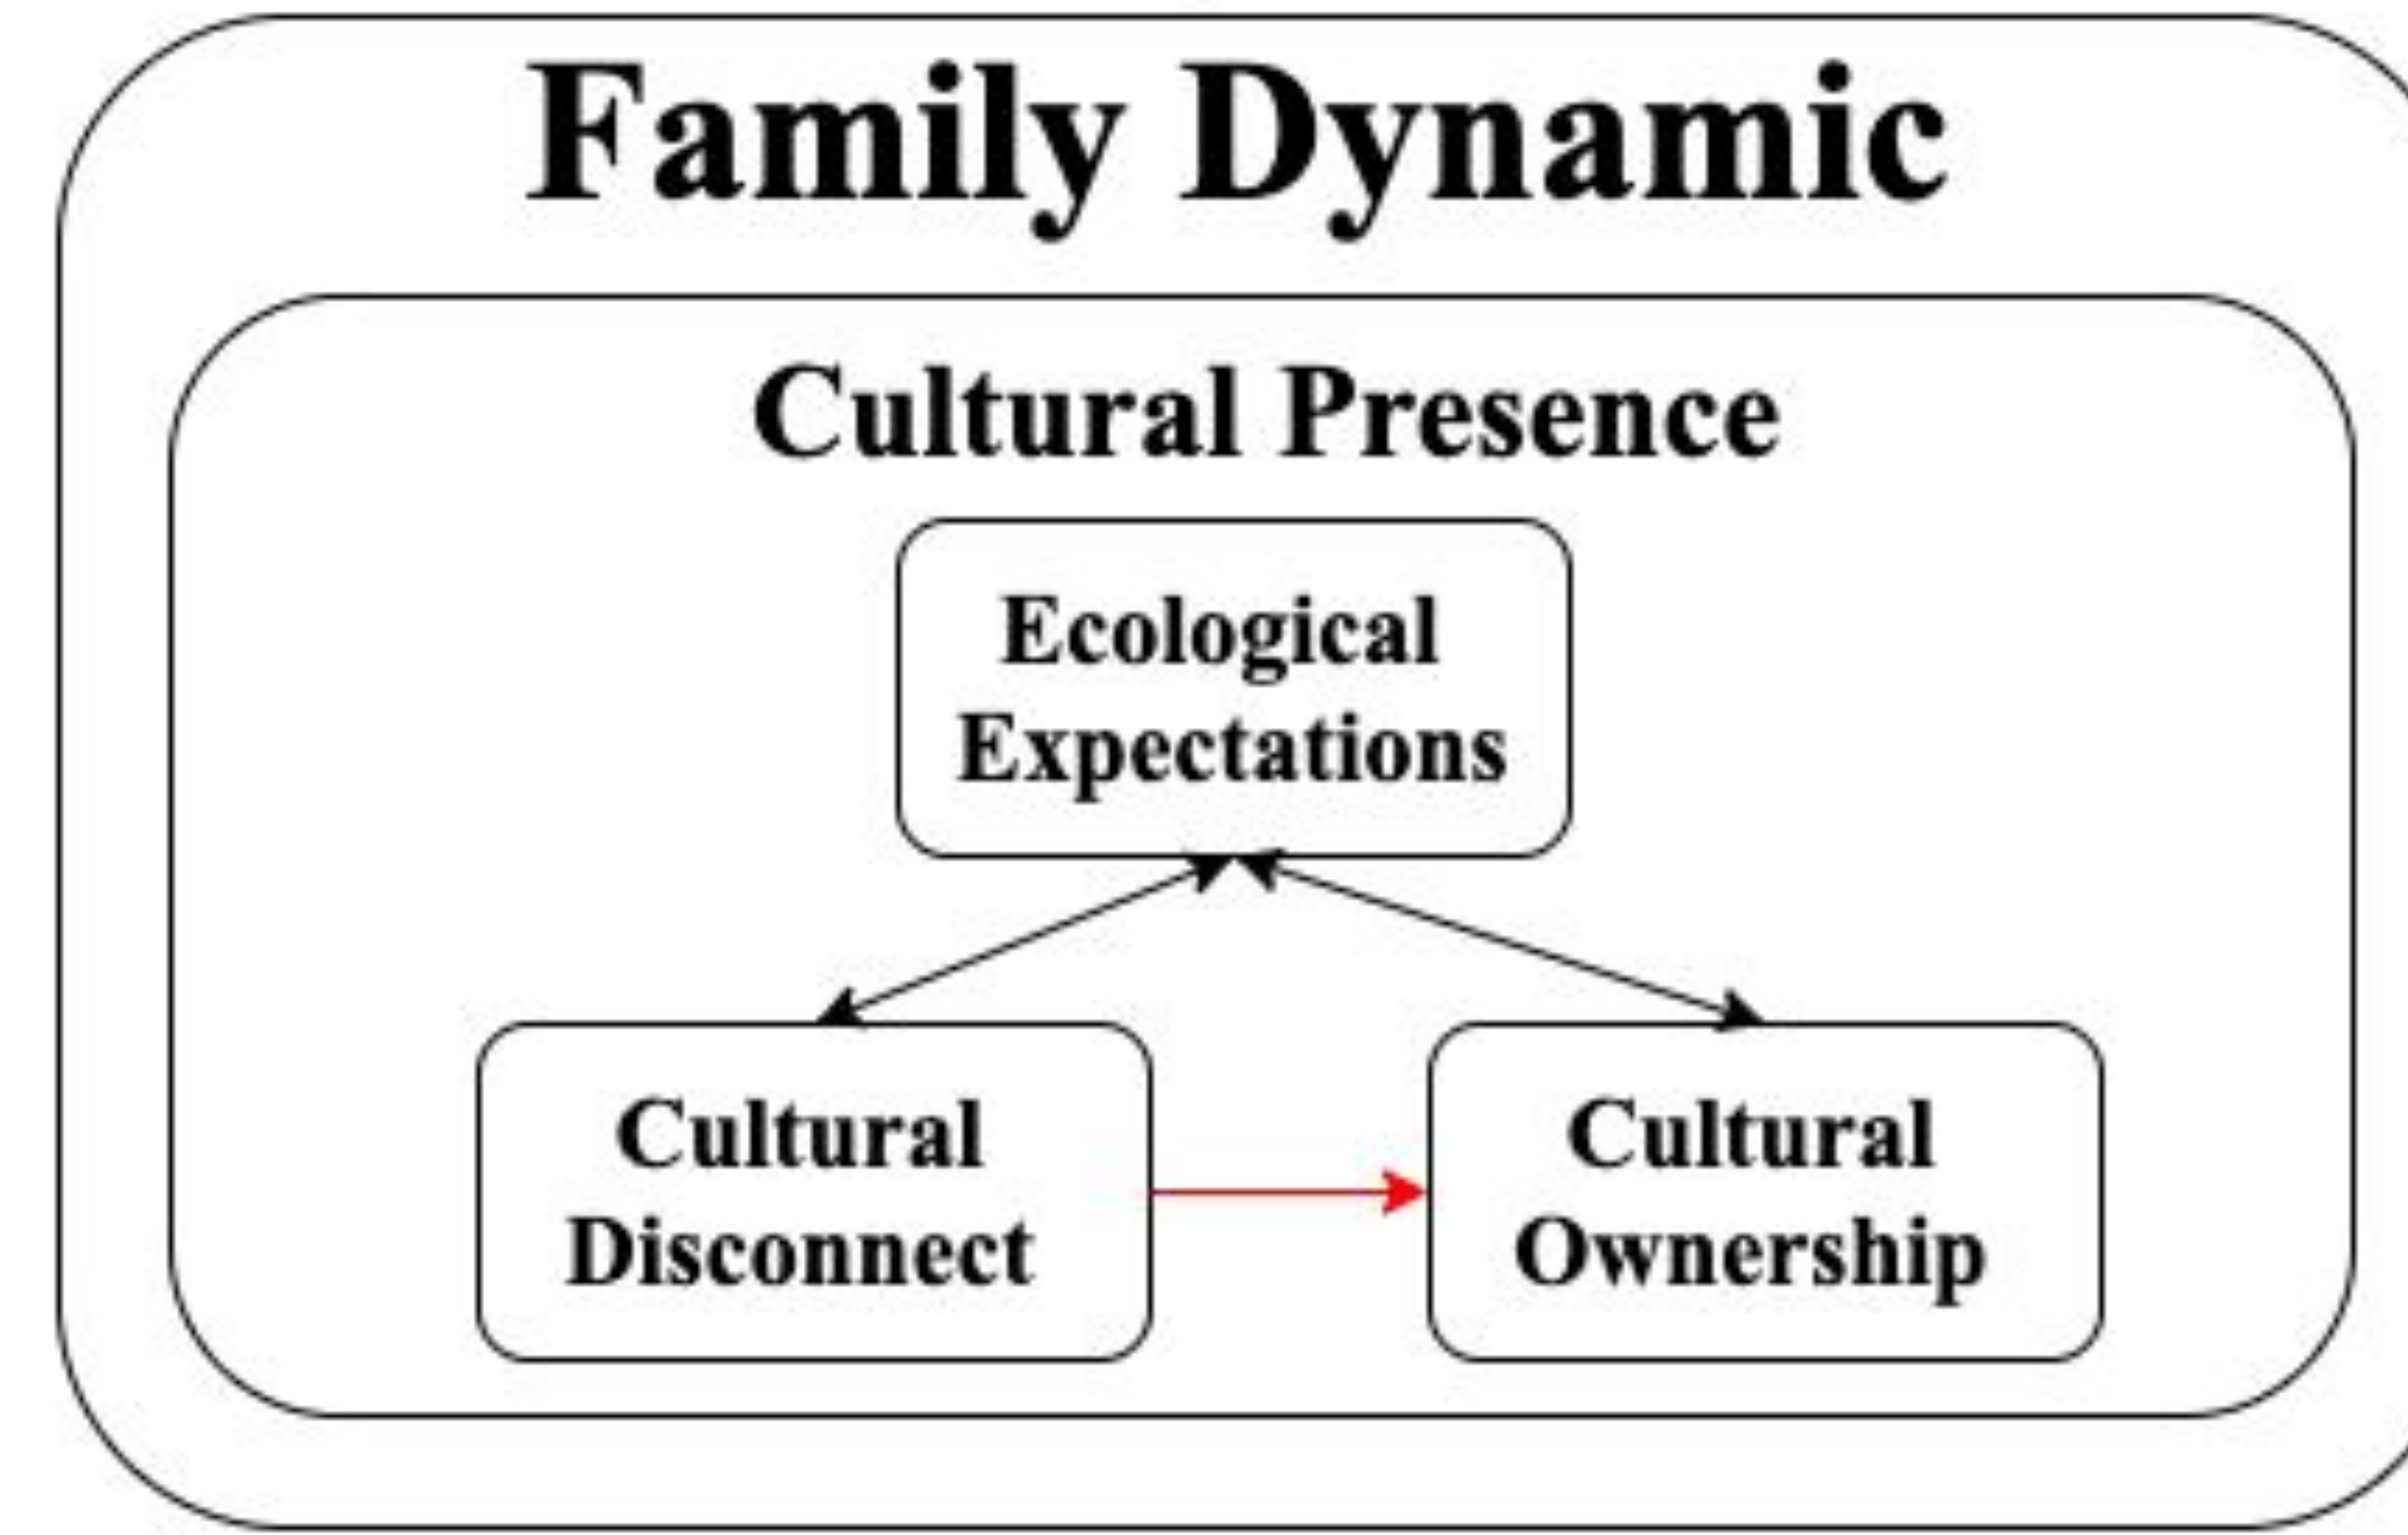 Family Dynamic
Cultural Presence
Ecological
Expectations
Cultural
Disconnect
Cultural
Ownership